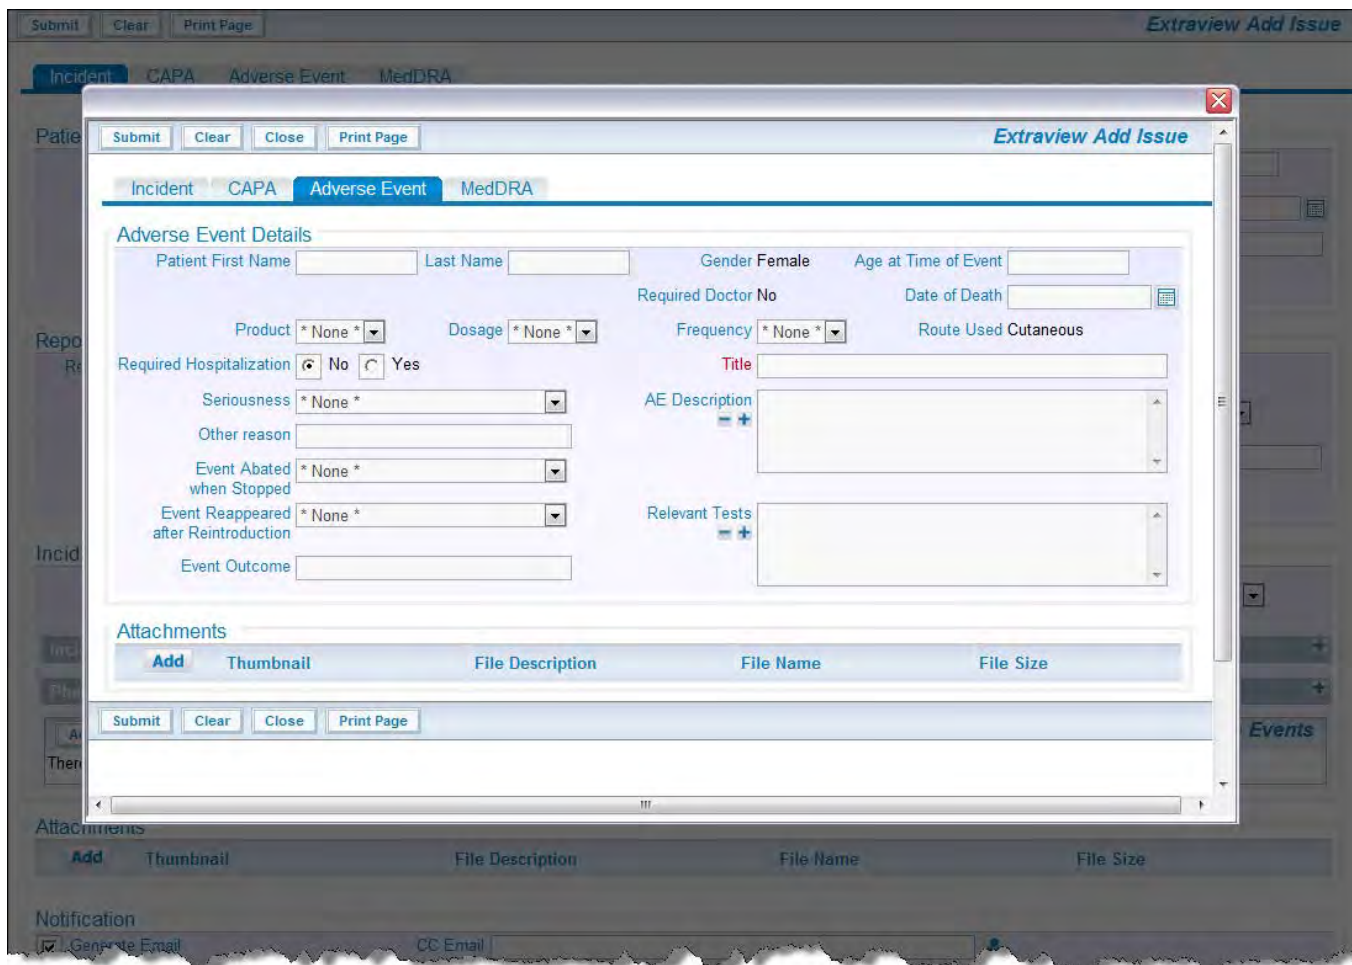 Submit Clear Print Page Extraview Add Issue
Incident CAPA Adverse Event MedDRA
Submit Clear Close Print Page Extraview Add Issue
Incident CAPA Adverse Event MedDRA
Adverse Event Details
Patient First Name Last Name Gender Female Age at Time of Event
Required Doctor No Date of Death
Product * None * Dosage * None * Frequency * None * Route Used Cutaneous
Required Hospitalization No Yes Title
Seriousness * None * AE Description
Other reason
Event Abated * None *
when Stopped
Event Reappeared * None * Relevant Tests
after Reintroduction
Event Outcome
Attachments
Add Thumbnail File Description File Name File Size
Submit Clear Close Print Page
Events
Attachments
Add Thumbnail File Description File Name File Size
Notification
Generate Email CC Email